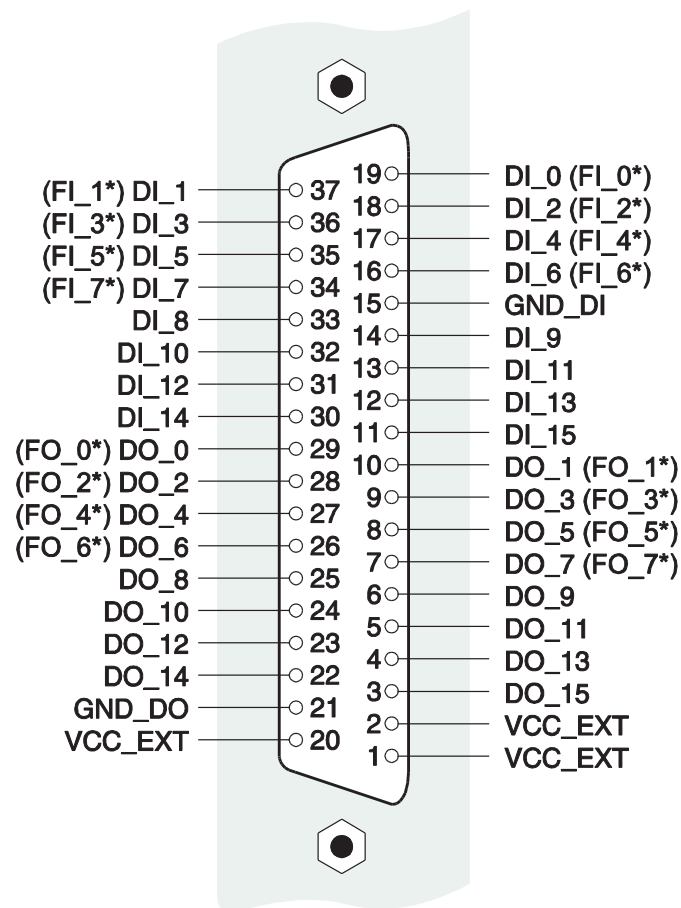 19 DI_0 (FI_0*)
(FI_1*) DI_1 37
18 DI_2 (FI_2*)
(FI_3*) DI_3 36
17 DI_4 (FI_4*)
(FI_5*) DI_5 35
16 DI_6 (FI_6*)
(FI_7*) DI_7 34
15 GND_DI
DI_8 33
14 DI_9
DI_10 32
13 DI_11
DI_12 31
12 DI_13
DI_14 30
11 DI_15
(FO_0*) DO_0 29
10 DO_1 (FO_1*)
(FO_2*) DO_2 28
9 DO_3 (FO_3*)
(FO_4*) DO_4 27
8 DO_5 (FO_5*)
(FO_6*) DO_6 26
7 DO_7 (FO_7*)
DO_8 25
6 DO_9
DO_10 24
5 DO_11
DO_12 23
4 DO_13
DO_14 22
3 DO_15
GND_DO 21
2 VCC_EXT
VCC_EXT 20
1 VCC_EXT